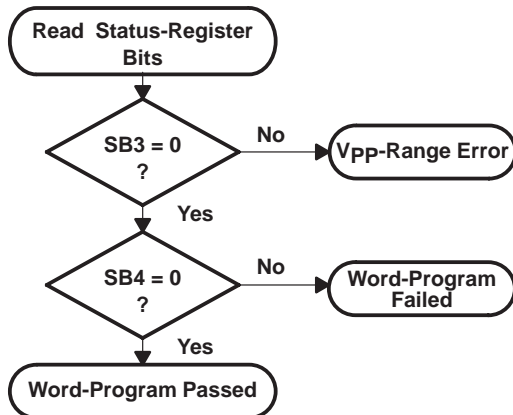 Read Status-Register
Bits
SB3 = 0
?
No
VPP-Range Error
Yes
SB4 = 0
?
No
Word-Program
Failed
Yes
Word-Program Passed